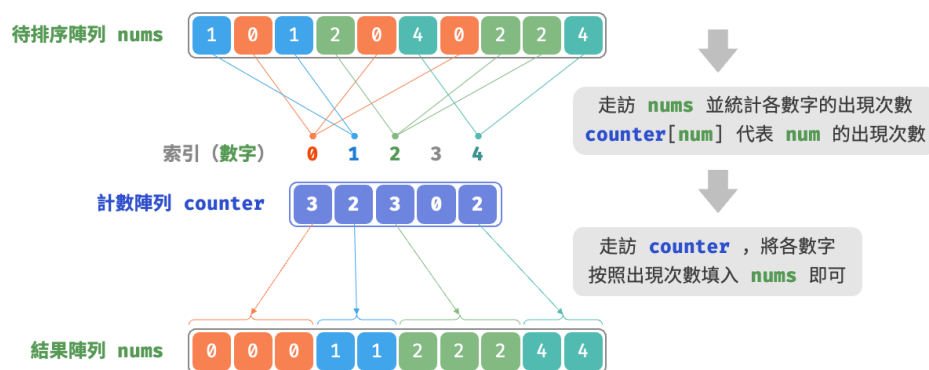 待排序陣列 nums
1 0 1 2 0 4 0 2 2 4
走訪 nums 並統計各數字的出現次數
counter[num] 代表 num 的出現次數
索引（數字）
0 1 2 3 4
計數陣列 counter
3 2 3 0 2
走訪 counter ，將各數字
按照出現次數填入 nums 即可
結果陣列 nums
0 0 0 1 1 2 2 2 4 4